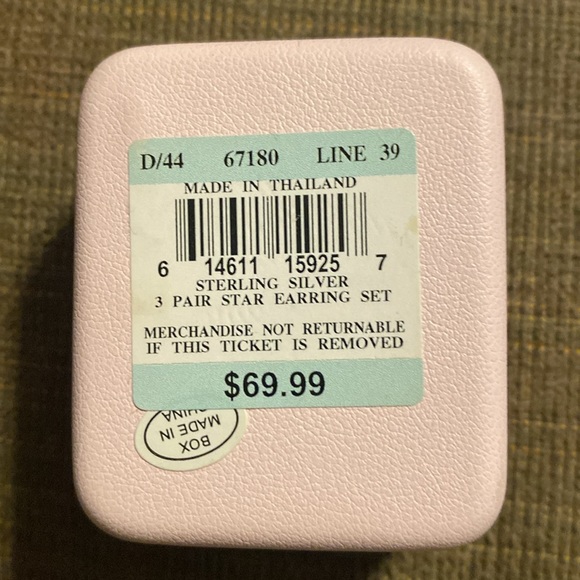 D/44 67180 LINE 39
MADE IN THAILAND
6 14611 15925 7
STERLING SILVER
3 PAIR STAR EARRING SET
MERCHANDISE NOT RETURNABLE
IF THIS TICKET IS REMOVED
$69.99
BOX
MADE IN
CHINA